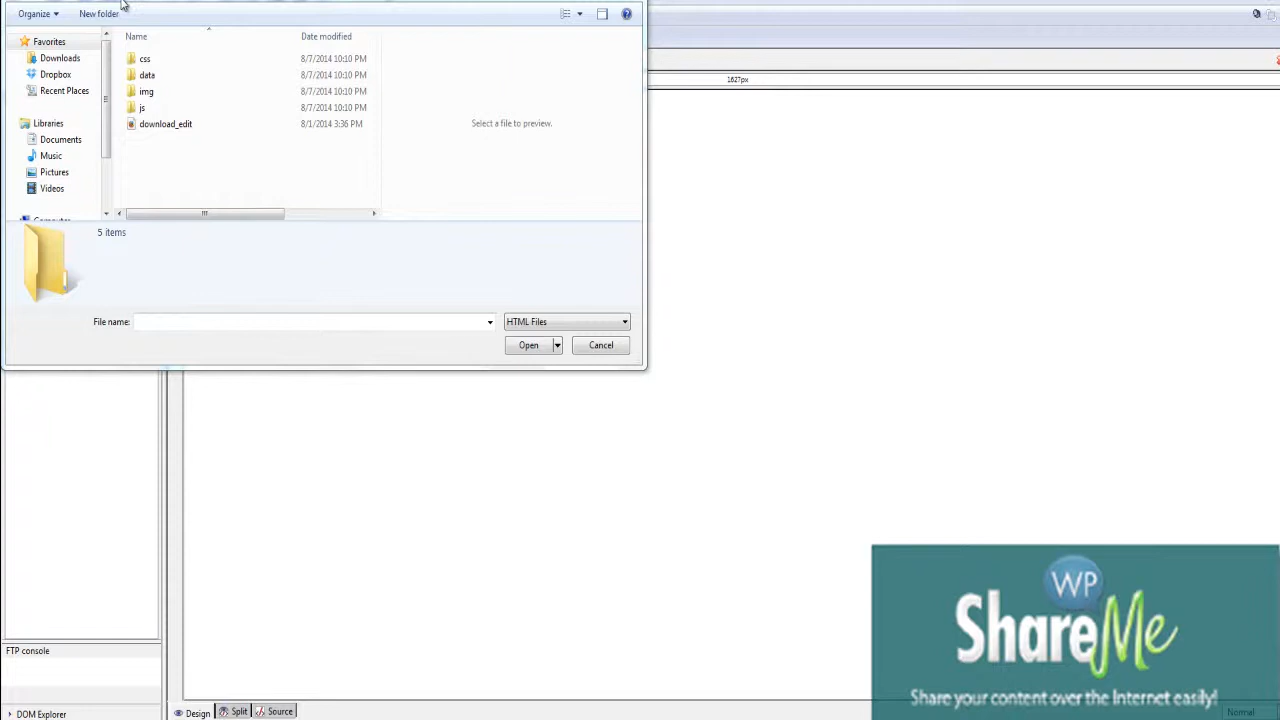 Organize
New folder
Favorites
Downloads
Dropbox
Recent Places
Libraries
Documents
Music
Pictures
Videos
Computer
Name
Date modified
css
8/7/2014 10:10 PM
data
8/7/2014 10:10 PM
img
8/7/2014 10:10 PM
js
8/7/2014 10:10 PM
download_edit
8/1/2014 3:36 PM
Select a file to preview.
5 items
File name:
HTML Files
Open
Cancel
1627px
FTP console
DOM Explorer
Design
Split
Source
WP
ShareMe
Share your content over the Internet easily!
Normal